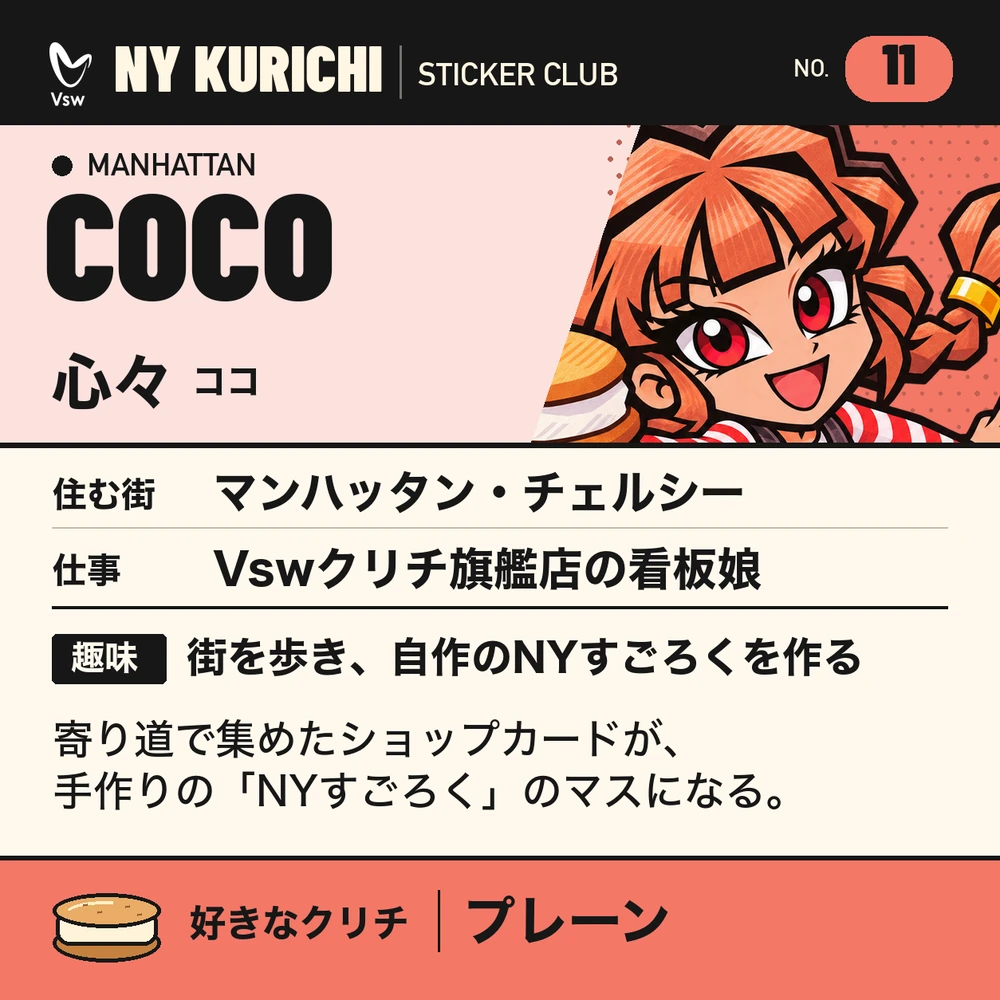 Vsw
NY KURICHI
STICKER CLUB
NO.
11
MANHATTAN
COCO
心々 ココ
住む街 マンハッタン・チェルシー
仕事 Vswクリチ旗艦店の看板娘
趣味 街を歩き、自作のNYすごろくを作る
寄り道で集めたショップカードが、
手作りの「NYすごろく」のマスになる。
好きなクリチ プレーン